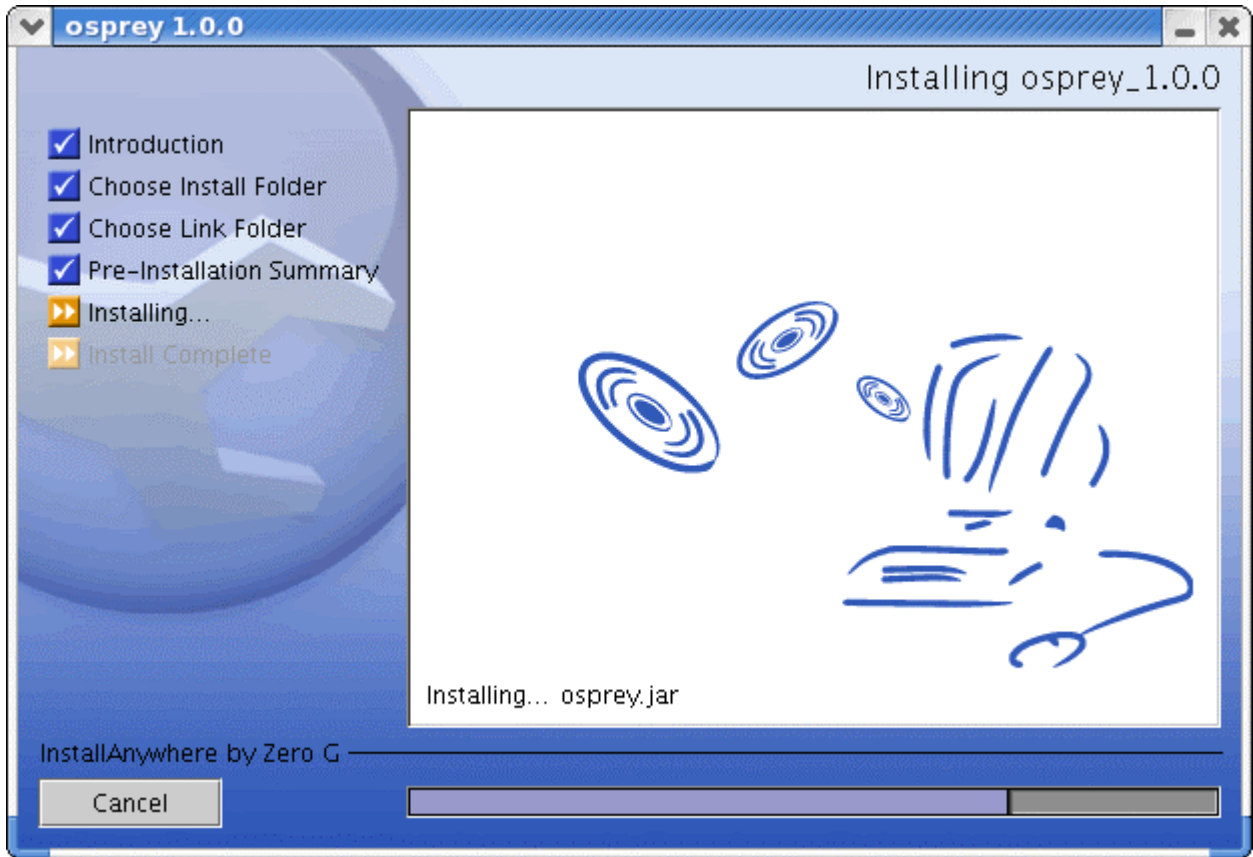 osprey 1.0.0
Installing osprey_1.0.0
Introduction
Choose Install Folder
Choose Link Folder
Pre-Installation Summary
Installing...
Install Complete
Installing... osprey.jar
InstallAnywhere by Zero G
Cancel